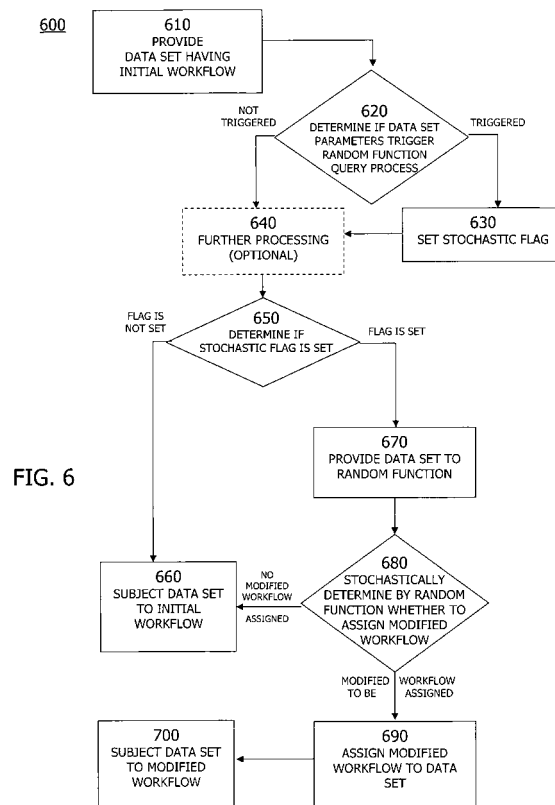 600
610
PROVIDE
DATA SET HAVING
INITIAL WORKFLOW
620
DETERMINE IF DATA SET
PARAMETERS TRIGGER
RANDOM FUNCTION
QUERY PROCESS
NOT
TRIGGERED
TRIGGERED
630
SET STOCHASTIC FLAG
640
FURTHER PROCESSING
(OPTIONAL)
650
DETERMINE IF
STOCHASTIC FLAG IS SET
FLAG IS
NOT SET
FLAG IS SET
670
PROVIDE DATA SET TO
RANDOM FUNCTION
FIG. 6
680
STOCHASTICALLY
DETERMINE BY RANDOM
FUNCTION WHETHER TO
ASSIGN MODIFIED
WORKFLOW
NO
MODIFIED
WORKFLOW
ASSIGNED
660
SUBJECT DATA SET
TO INITIAL
WORKFLOW
MODIFIED WORKFLOW
TO BE ASSIGNED
690
ASSIGN MODIFIED
WORKFLOW TO DATA
SET
700
SUBJECT DATA SET
TO MODIFIED
WORKFLOW